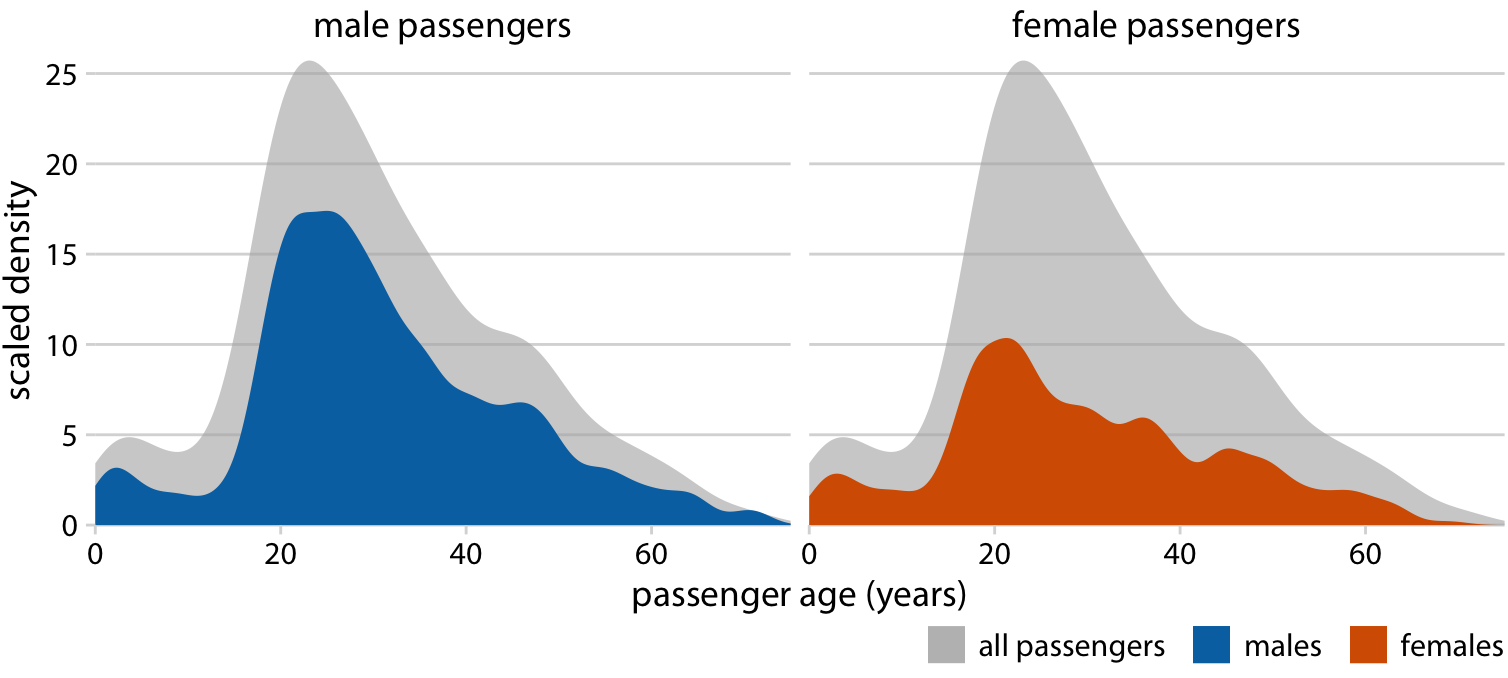 male passengers female passengers
25
20
15
10
5
0
scaled density
0 20 40 60 0 20 40 60
passenger age (years)
all passengers males females